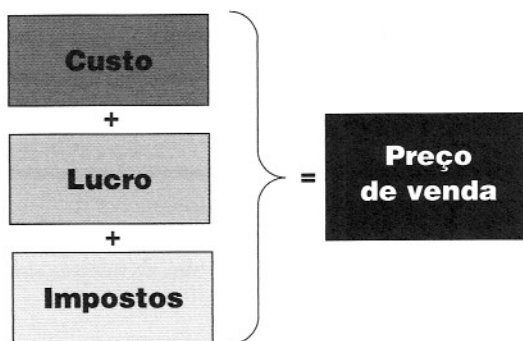 Custo
+
Lucro
+
Impostos
=
Preço
de venda